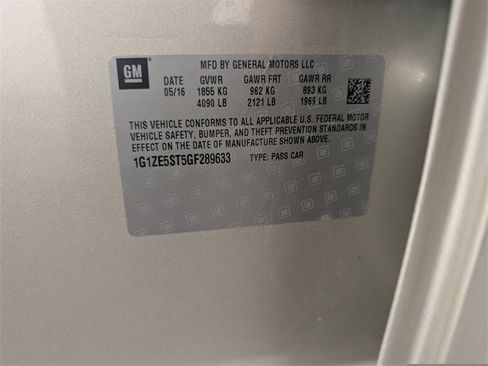 GM
MFD BY GENERAL MOTORS LLC
DATE GVWR GAWR FRT GAWR RR
05/16 1855 KG 962 KG 893 KG
4090 LB 2121 LB 1969 LB
THIS VEHICLE CONFORMS TO ALL APPLICABLE U.S. FEDERAL MOTOR
VEHICLE SAFETY, BUMPER, AND THEFT PREVENTION STANDARDS IN
EFFECT ON THE DATE OF MANUFACTURE SHOWN ABOVE.
1G1ZE5ST5GF289633 TYPE: PASS CAR